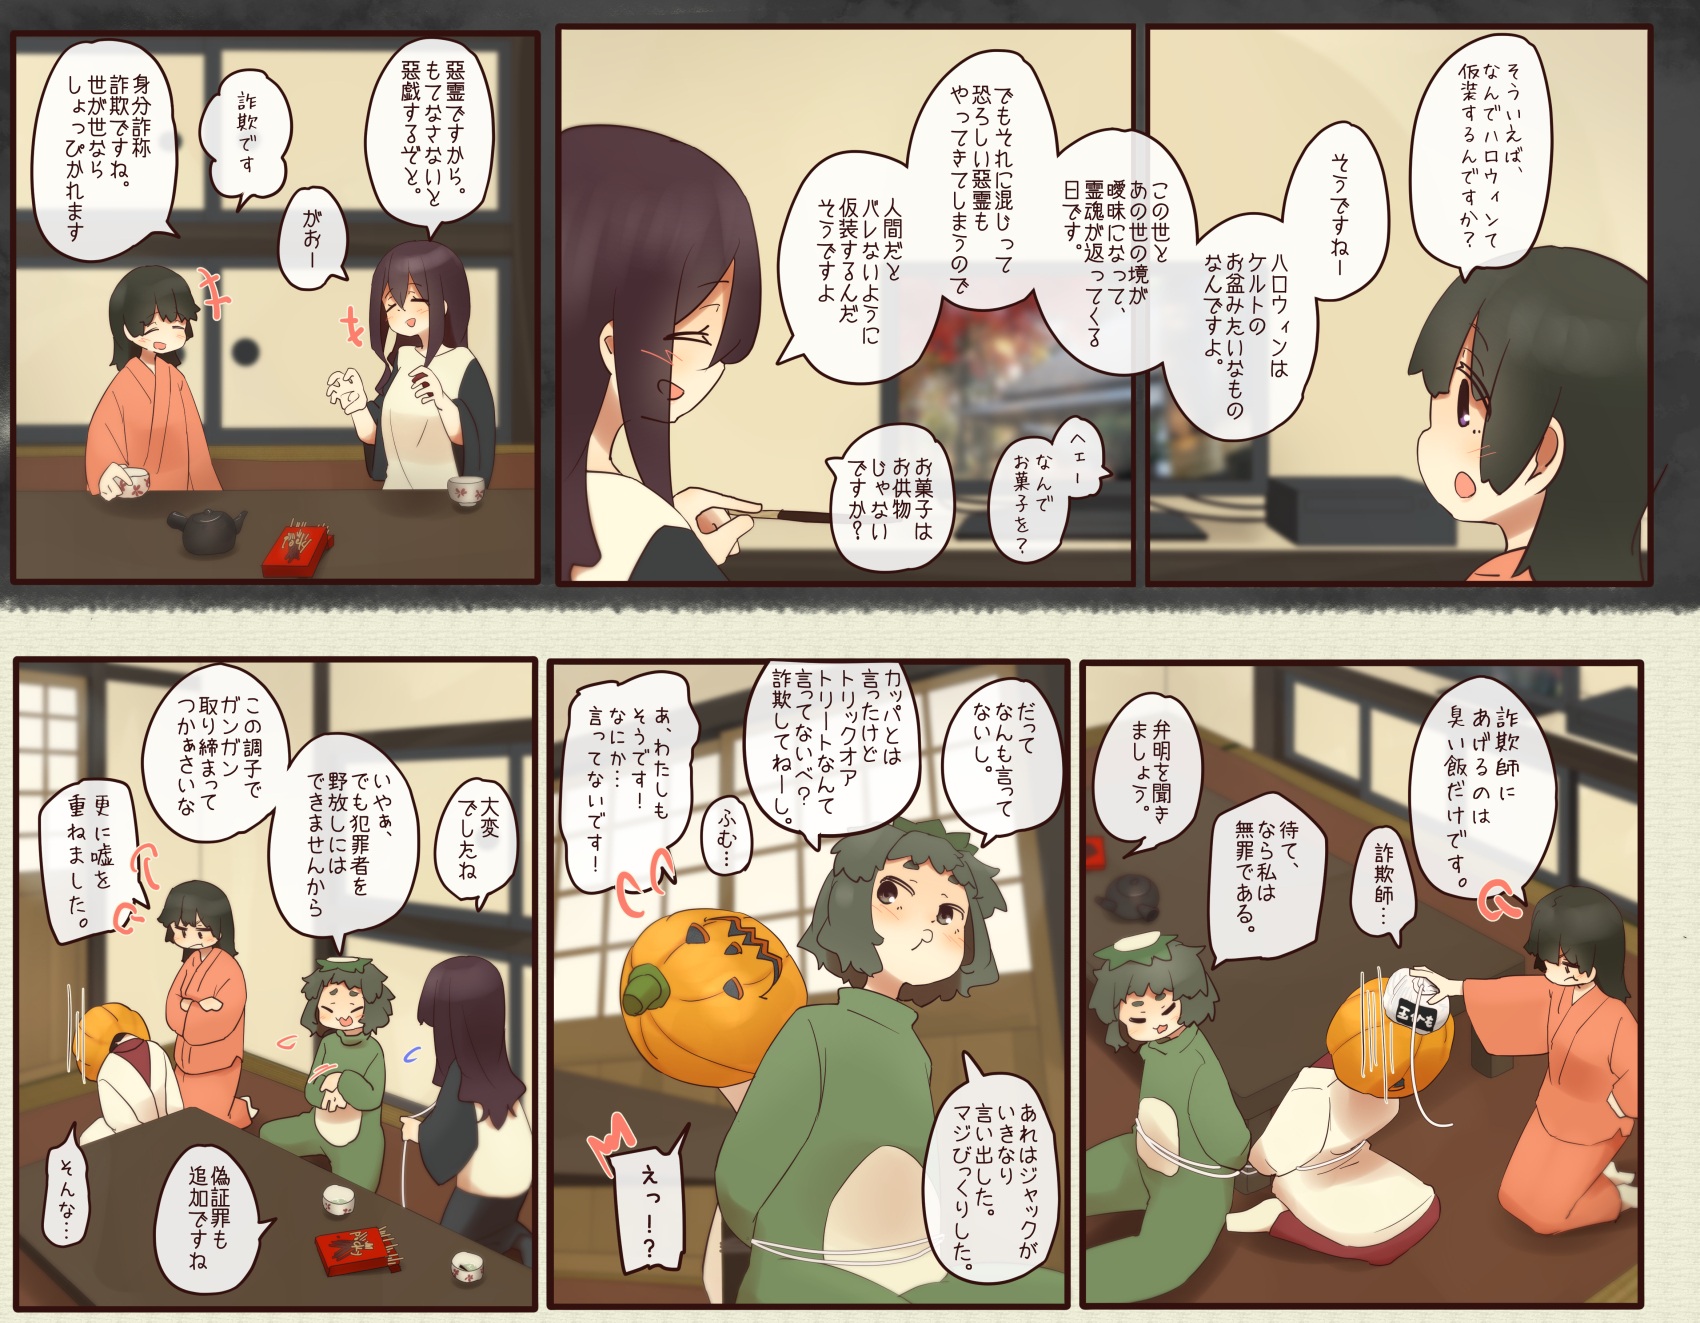 そういえば、
なんでハロウィンて
仮装するんですか？
そうですねー
ハロウィンは
ケルトの
お盆みたいなもの
なんですよ。
この世と
あの世の境が
曖昧になって、
霊魂が返ってくる
日です。
でもそれに混じって
恐ろしい悪霊も
やってきてしまうので
人間だと
バレないように
仮装するんだ
そうですよ
へェー
なんで
お菓子を？
お菓子は
お供物
じゃない
ですか？
悪霊ですから。
もてなさないと
悪戯するぞと。
がおー
詐欺です
身分詐称
詐欺ですね。
世が世なら
しょっぴかれます
詐欺師に
あげるのは
臭い飯だけです。
詐欺師…
待て、
なら私は
無罪である。
弁明を聞き
ましょう。
だって
なんも言って
ないし。
カッパとは
言ったけど
トリックオア
トリートなんて
言ってないべ？
詐欺してねーし。
ふむ…
あ、わたしも
そうです！
なにか…
言ってないです！
あれはジャックが
いきなり
言い出した。
マジびっくりした。
えっ！？
大変
でしたね
いやぁ、
でも犯罪者を
野放しには
できませんから
この調子で
ガンガン
取り締まって
つかぁさいな
更に嘘を
重ねました。
偽証罪も
追加ですね
そんな…